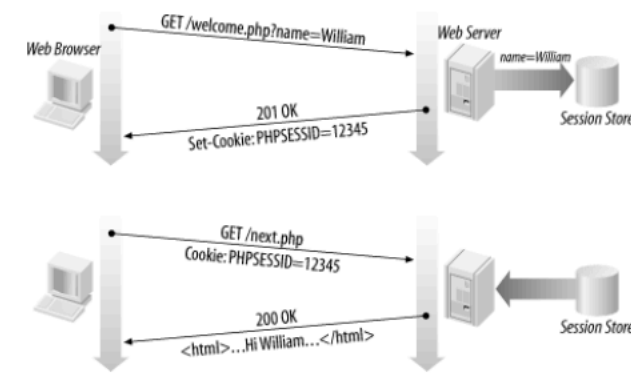 GET /welcome.php?name=William
Web Browser
Web Server
name=William
201 OK
Set-Cookie: PHPSESSID=12345
Session Store
GET /next.php
Cookie: PHPSESSID=12345
200 OK
<html>...Hi William...</html>
Session Store